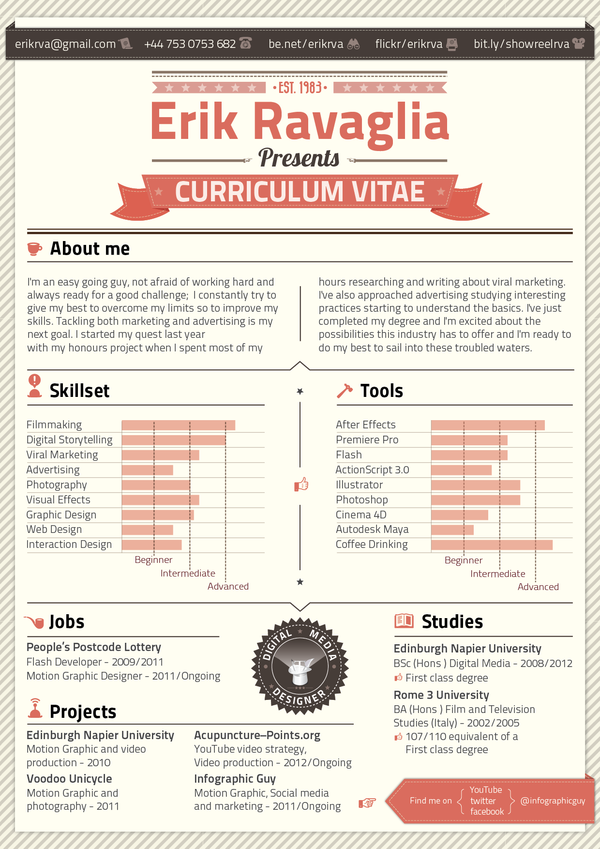 erikrva@gmail.com +44 753 0753 682 be.net/erikrva flickr/erikrva bit.ly/showreelrva
• EST. 1983 •
Erik Ravaglia
Presents
CURRICULUM VITAE
About me
I'm an easy going guy, not afraid of working hard and
always ready for a good challenge; I constantly try to
give my best to overcome my limits so to improve my
skills. Tackling both marketing and advertising is my
next goal. I started my quest last year
with my honours project when I spent most of my
hours researching and writing about viral marketing.
I've also approached advertising studying interesting
practices starting to understand the basics. I've just
completed my degree and I'm excited about the
possibilities this industry has to offer and I'm ready to
do my best to sail into these troubled waters.
Skillset
Filmmaking
Digital Storytelling
Viral Marketing
Advertising
Photography
Visual Effects
Graphic Design
Web Design
Interaction Design
Beginner
Intermediate
Advanced
Tools
After Effects
Premiere Pro
Flash
ActionScript 3.0
Illustrator
Photoshop
Cinema 4D
Autodesk Maya
Coffee Drinking
Beginner
Intermediate
Advanced
Jobs
People's Postcode Lottery
Flash Developer - 2009/2011
Motion Graphic Designer - 2011/Ongoing
DIGITAL MEDIA
DESIGNER
Studies
Edinburgh Napier University
BSc (Hons ) Digital Media - 2008/2012
First class degree
Rome 3 University
BA (Hons ) Film and Television
Studies (Italy) - 2002/2005
107/110 equivalent of a
First class degree
Projects
Edinburgh Napier University
Motion Graphic and video
production - 2010
Voodoo Unicycle
Motion Graphic and
photography - 2011
Acupuncture–Points.org
YouTube video strategy,
Video production - 2012/Ongoing
Infographic Guy
Motion Graphic, Social media
and marketing - 2011/Ongoing
Find me on
YouTube
twitter
facebook
@infographicguy